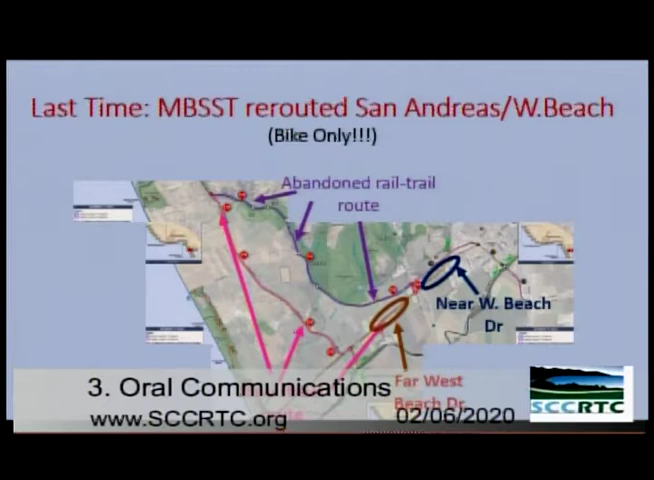 Last Time: MBSST rerouted San Andreas/W.Beach
(Bike Only!!!)
Abandoned rail-trail
route
Near W. Beach
Dr
Far West
Beach Dr
3. Oral Communications
www.SCCRTC.org
02/06/2020
SCCRTC